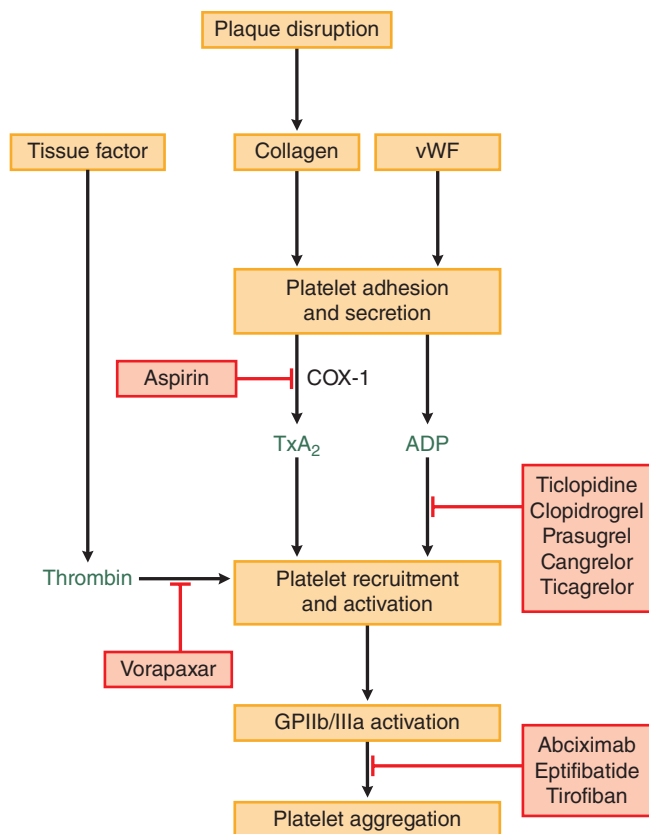 Plaque disruption
Tissue factor
Collagen
vWF
Platelet adhesion
and secretion
Aspirin
COX-1
TxA₂
ADP
Ticlopidine
Clopidrogrel
Prasugrel
Cangrelor
Ticagrelor
Thrombin
Platelet recruitment
and activation
Vorapaxar
GPIIb/IIIa activation
Abciximab
Eptifibatide
Tirofiban
Platelet aggregation